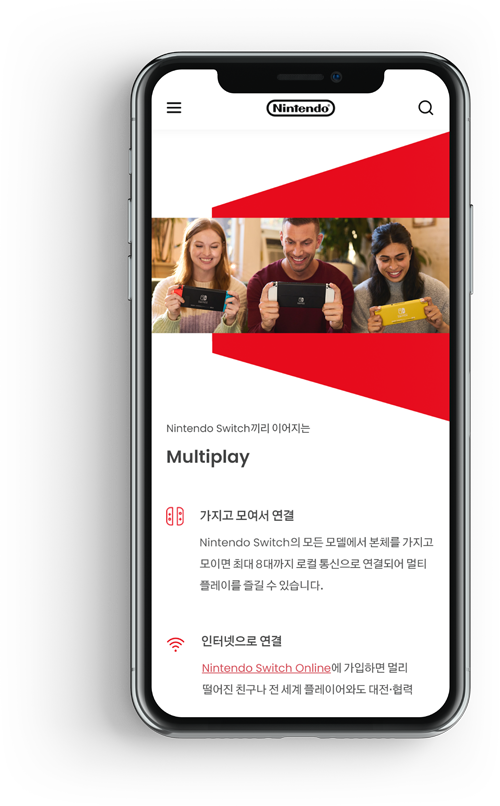 Nintendo
Nintendo Switch끼리 이어지는
Multiplay
가지고 모여서 연결
Nintendo Switch의 모든 모델에서 본체를 가지고
모이면 최대 8대까지 로컬 통신으로 연결되어 멀티
플레이를 즐길 수 있습니다.
인터넷으로 연결
Nintendo Switch Online에 가입하면 멀리
떨어진 친구나 전 세계 플레이어와도 대전·협력